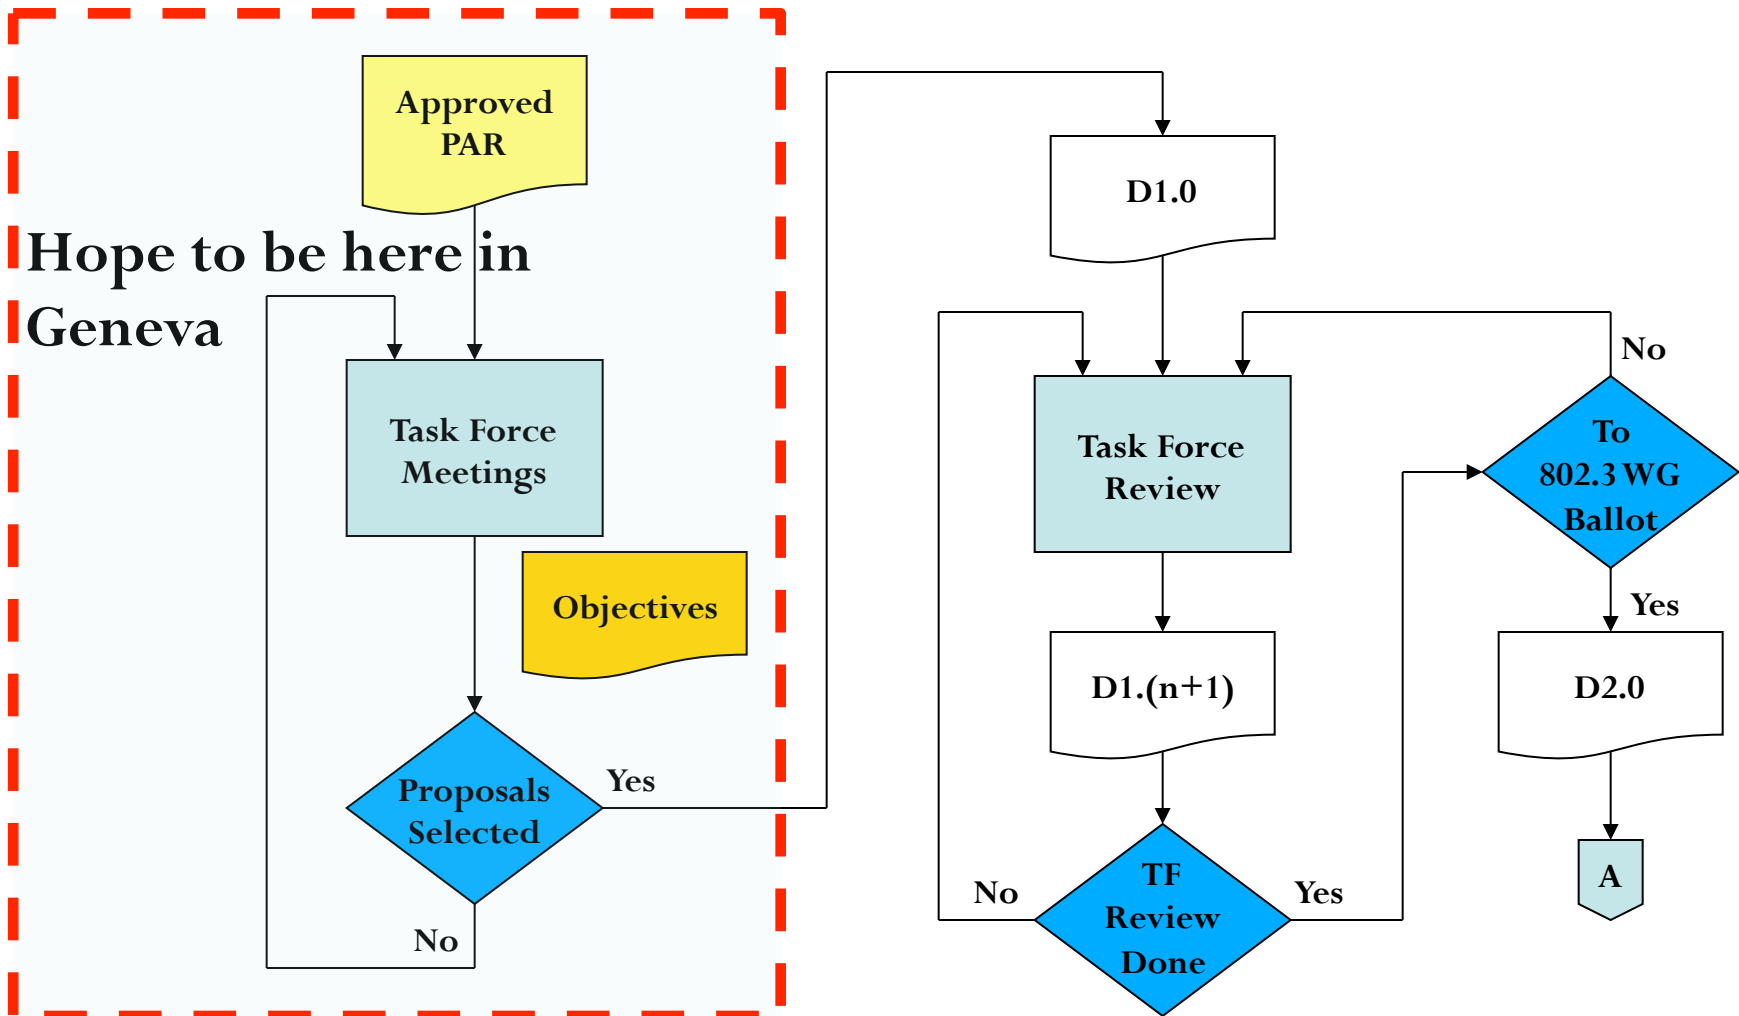 Approved
PAR
Hope to be here in
Geneva
Task Force
Meetings
Objectives
Proposals
Selected
Yes
No
D1.0
Task Force
Review
D1.(n+1)
TF
Review
Done
No
Yes
To
802.3 WG
Ballot
No
Yes
D2.0
A